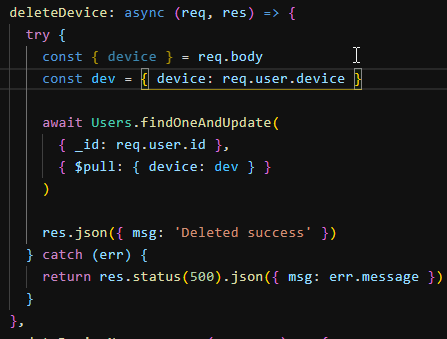 deleteDevice: async (req, res) => {
try {
const { device } = req.body
const dev = { device: req.user.device }
await Users.findOneAndUpdate(
{ _id: req.user.id },
{ $pull: { device: dev } }
)
res.json({ msg: 'Deleted success' })
} catch (err) {
return res.status(500).json({ msg: err.message })
}
},